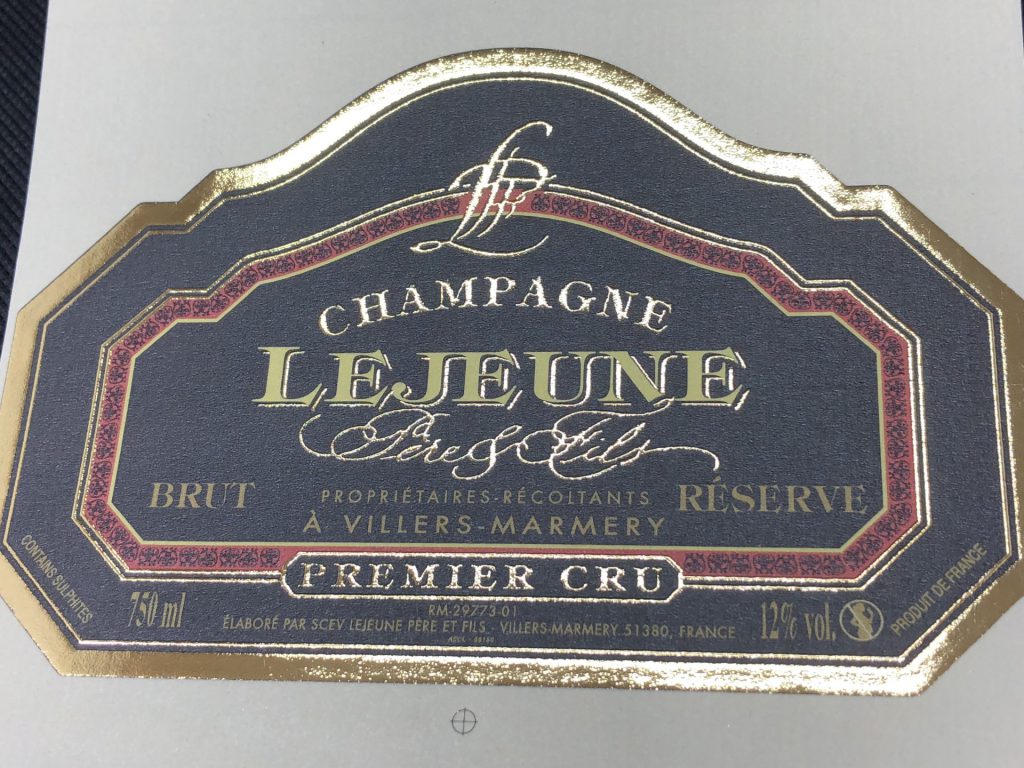 CHAMPAGNE
LEJEUNE
Père & Fils
BRUT
PROPRIÉTAIRES-RÉCOLTANTS
À VILLERS-MARMERY
RÉSERVE
PREMIER CRU
CONTAINS SULPHITES
750 ml
RM-29773-01
ÉLABORÉ PAR SCEV LEJEUNE PÈRE ET FILS - VILLERS-MARMERY 51380, FRANCE
12% vol.
PRODUIT DE FRANCE